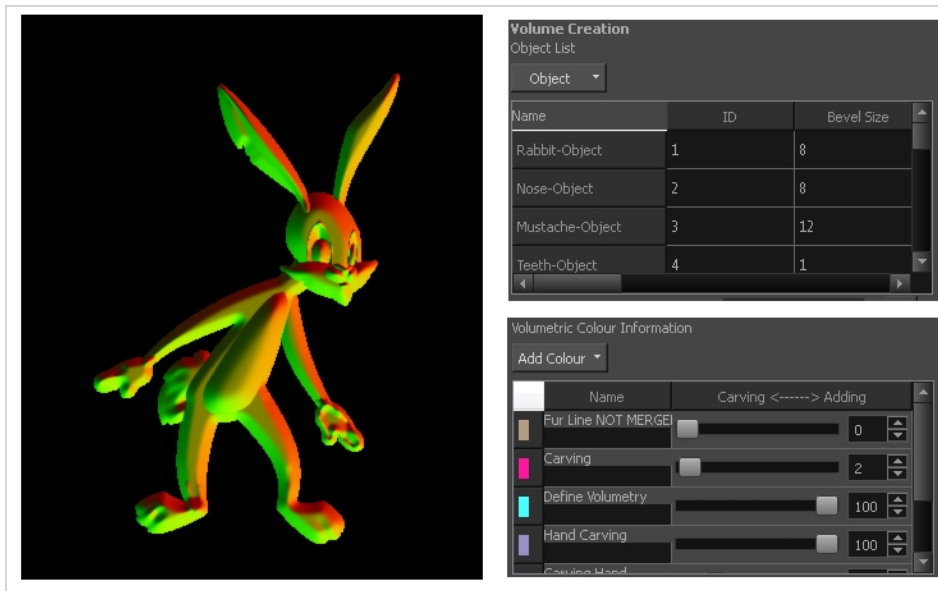 Volume Creation
Object List
Object
Name ID Bevel Size
Rabbit-Object 1 8
Nose-Object 2 8
Mustache-Object 3 12
Teeth-Object 4 1
Volumetric Colour Information
Add Colour
Name Carving <------> Adding
Fur Line NOT MERGE
0
Carving
2
Define Volumetry
100
Hand Carving
100
Carving Hand